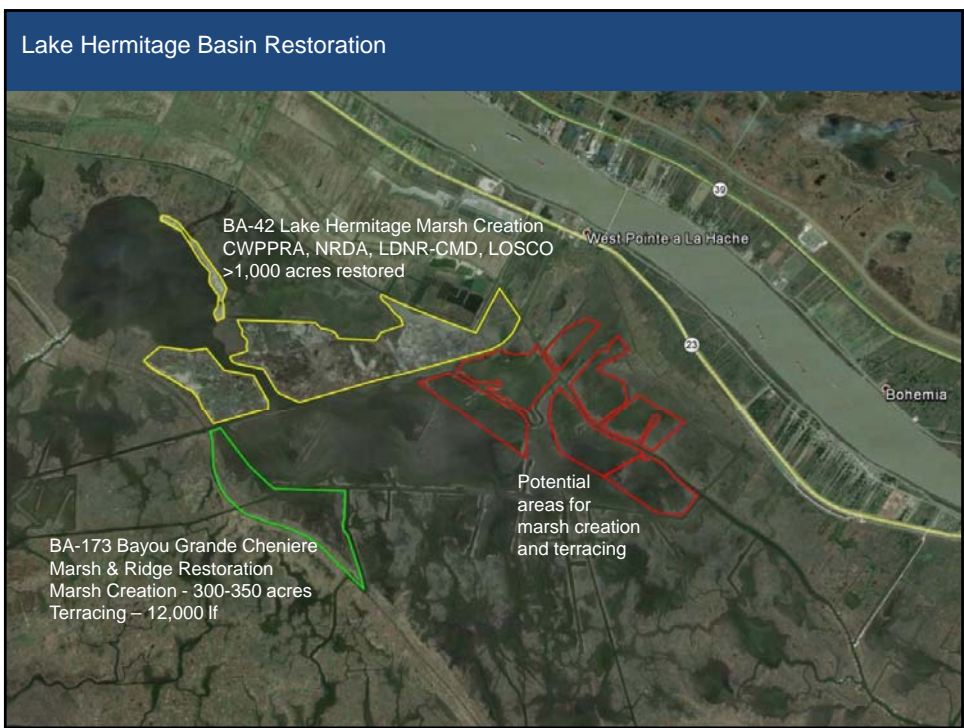 Lake Hermitage Basin Restoration
39
BA-42 Lake Hermitage Marsh Creation
CWPPRA, NRDA, LDNR-CMD, LOSCO
>1,000 acres restored
West Pointe a La Hache
23
Bohemia
Potential
areas for
marsh creation
and terracing
BA-173 Bayou Grande Cheniere
Marsh & Ridge Restoration
Marsh Creation - 300-350 acres
Terracing – 12,000 lf